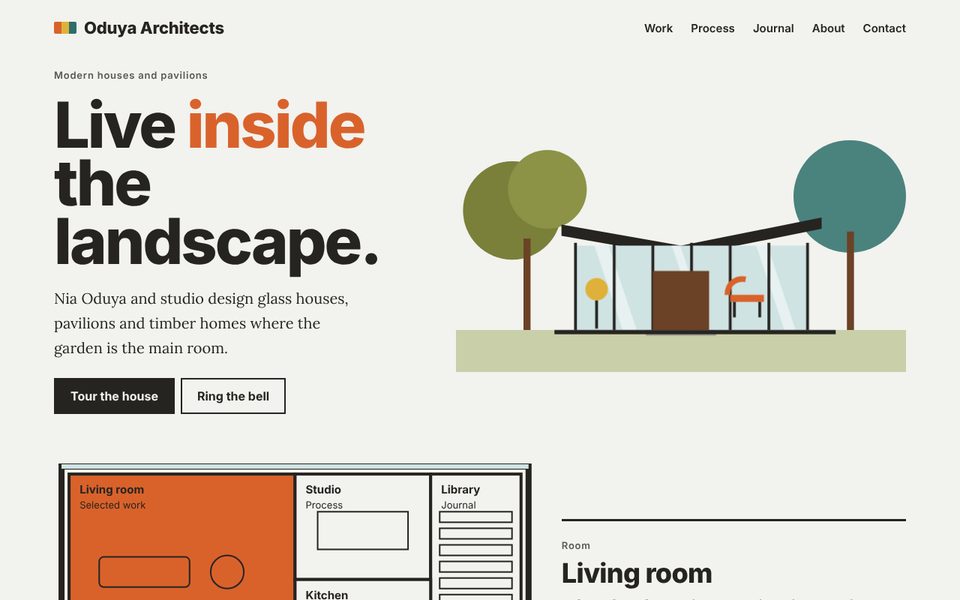 Oduya Architects
Work Process Journal About Contact
Modern houses and pavilions
Live inside
the
landscape.
Nia Oduya and studio design glass houses,
pavilions and timber homes where the
garden is the main room.
Tour the house
Ring the bell
Living room
Selected work
Studio
Process
Library
Journal
Kitchen
Room
Living room